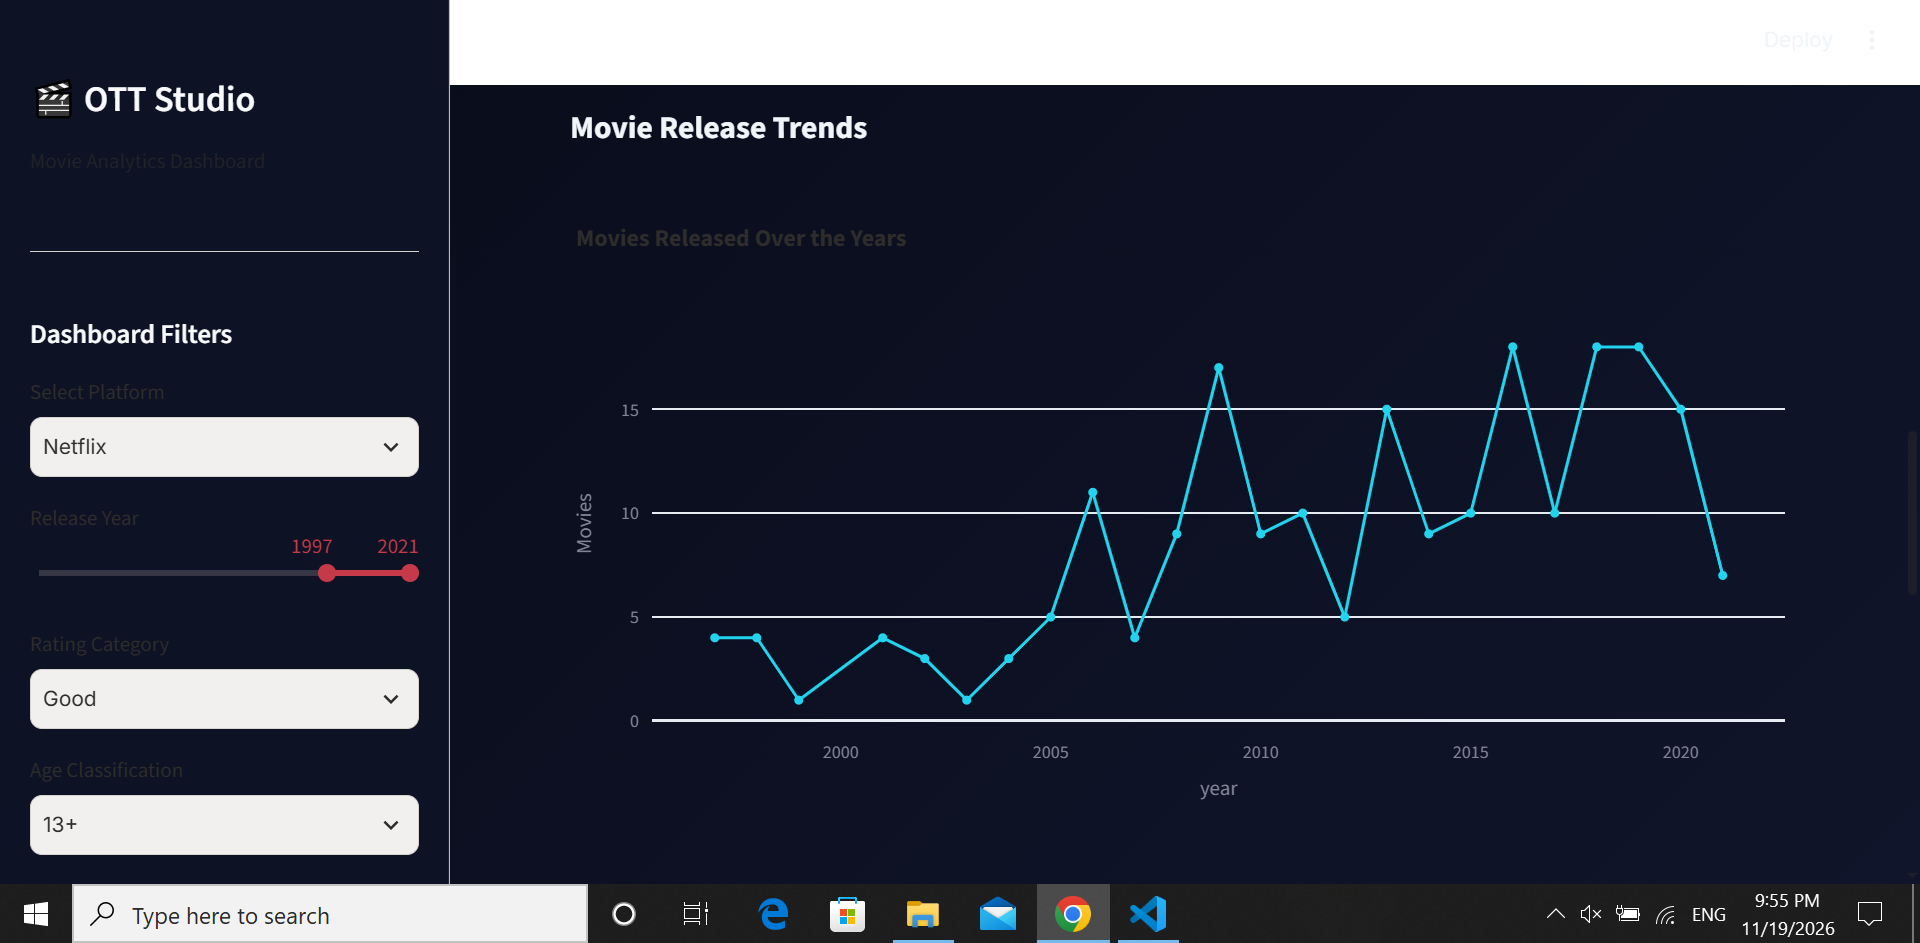 OTT Studio
Movie Analytics Dashboard
Dashboard Filters
Select Platform
Netflix
Release Year
1997 2021
Rating Category
Good
Age Classification
13+
Deploy
Movie Release Trends
Movies Released Over the Years
Movies
15
10
5
0
2000 2005 2010 2015 2020
year
Type here to search
ENG
9:55 PM
11/19/2026